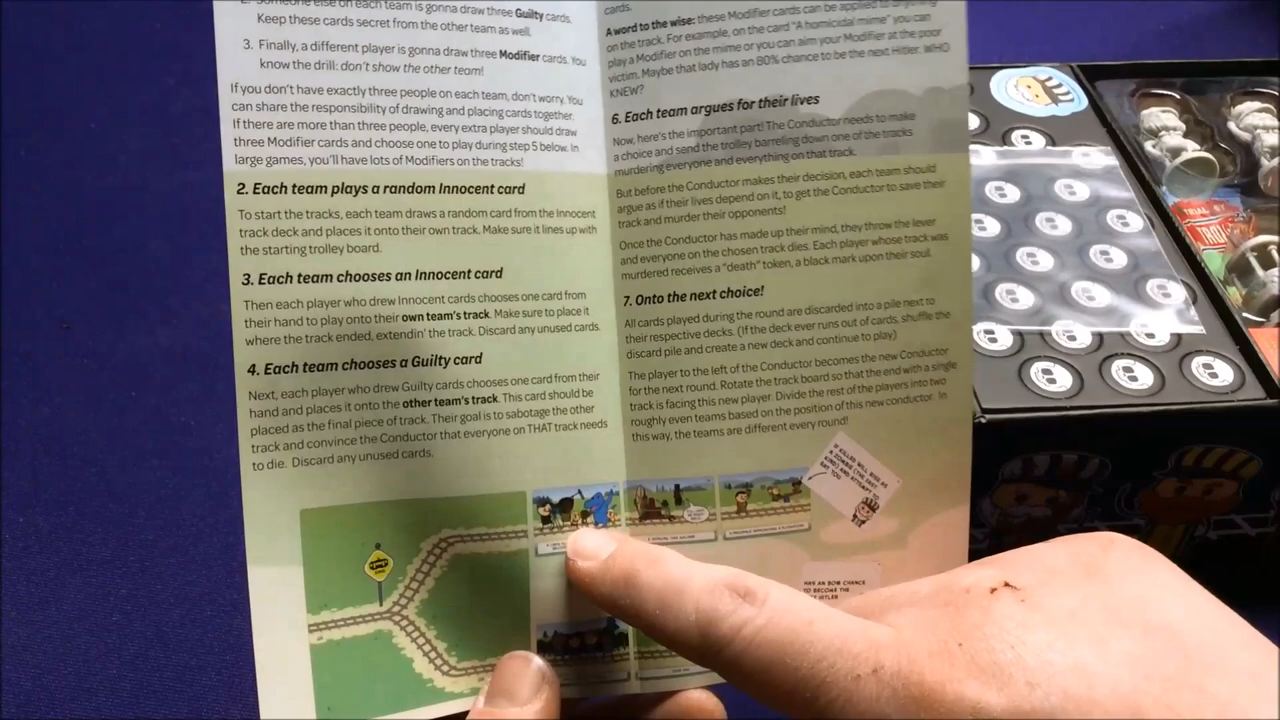 2. Someone else on each team is gonna draw three Guilty cards.
Keep these cards secret from the other team as well.
3. Finally, a different player is gonna draw three Modifier cards. You
know the drill: don't show the other team!
If you don't have exactly three people on each team, don't worry. You
can share the responsibility of drawing and placing cards together.
If there are more than three people, every extra player should draw
three Modifier cards and choose one to play during step 5 below. In
large games, you'll have lots of Modifiers on the tracks!
2. Each team plays a random Innocent card
To start the tracks, each team draws a random card from the Innocent
track deck and places it onto their own track. Make sure it lines up with
the starting trolley board.
3. Each team chooses an Innocent card
Then each player who drew Innocent cards chooses one card from
their hand to play onto their own team's track. Make sure to place it
where the track ended, extendin' the track. Discard any unused cards.
4. Each team chooses a Guilty card
Next, each player who drew Guilty cards chooses one card from their
hand and places it onto the other team's track. This card should be
placed as the final piece of track. Their goal is to sabotage the other
track and convince the Conductor that everyone on THAT track needs
to die. Discard any unused cards.
cards.
A word to the wise: these Modifier cards can be applied to anything
on the track. For example, on the card "A homicidal mime" you can
play a Modifier on the mime or you can aim your Modifier at the poor
victim. Maybe that lady has an 80% chance to be the next Hitler. WHO
KNEW?
6. Each team argues for their lives
Now, here's the important part! The Conductor needs to make
a choice and send the trolley barreling down one of the tracks
murdering everyone and everything on that track.
But before the Conductor makes their decision, each team should
argue as if their lives depend on it, to get the Conductor to save their
track and murder their opponents!
Once the Conductor has made up their mind, they throw the lever
and everyone on the chosen track dies. Each player whose track was
murdered receives a "death" token, a black mark upon their soul.
7. Onto the next choice!
All cards played during the round are discarded into a pile next to
their respective decks. (If the deck ever runs out of cards, shuffle the
discard pile and create a new deck and continue to play)
The player to the left of the Conductor becomes the new Conductor
for the next round. Rotate the track board so that the end with a single
track is facing this new player. Divide the rest of the players into two
roughly even teams based on the position of this new conductor. In
this way, the teams are different every round!
IF KILLED WILL RISE AS
A ZOMBIE (THE FAST
KIND) AND ATTEMPT TO
EAT YOU
AN 80% CHANCE
TO BECOME THE
HITLER
TRIAL BY